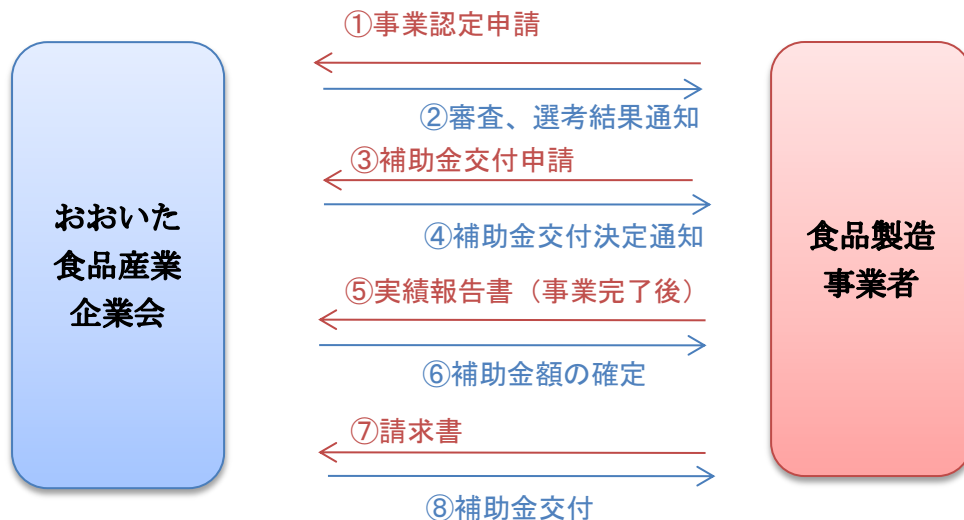 ①事業認定申請
②審査、選考結果通知
③補助金交付申請
④補助金交付決定通知
⑤実績報告書（事業完了後）
⑥補助金額の確定
⑦請求書
⑧補助金交付
おおいた
食品産業
企業会
食品製造
事業者